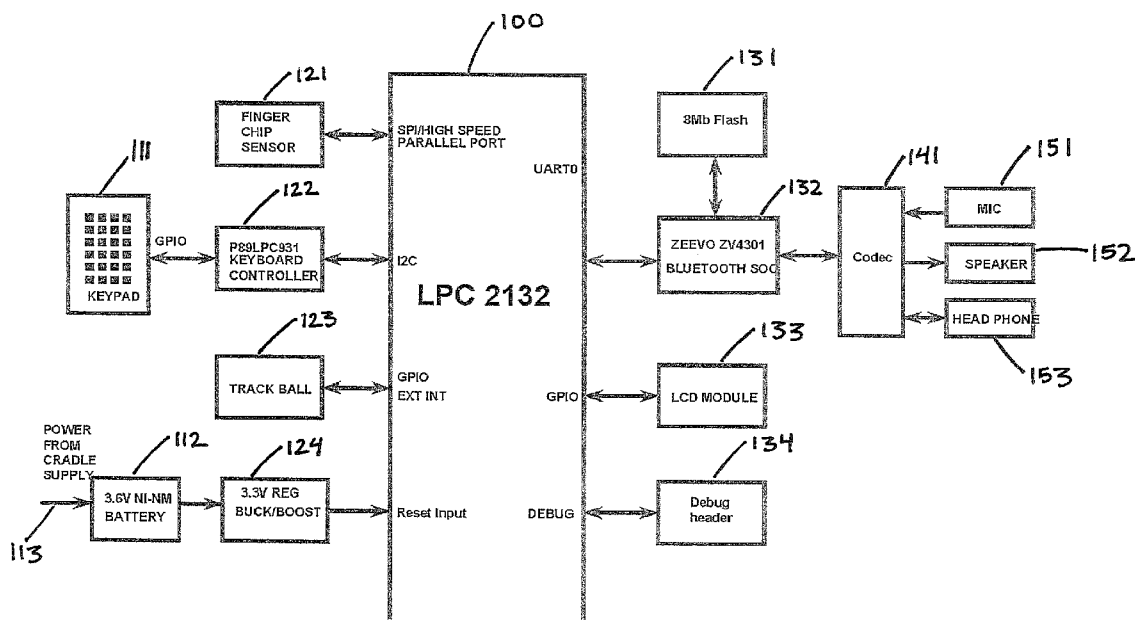 100
121
131
FINGER
CHIP
SENSOR
SPI/HIGH SPEED
PARALLEL PORT
8Mb Flash
111
122
UART0
132
141
151
MIC
GPIO
P89LPC931
KEYBOARD
CONTROLLER
I2C
ZEEVO ZV4301
BLUETOOTH SOC
Codec
SPEAKER
152
KEYPAD
LPC 2132
HEAD PHONE
153
123
133
TRACK BALL
GPIO
EXT INT
GPIO
LCD MODULE
POWER
FROM
CRADLE
SUPPLY
112
124
134
3.6V NI-NM
BATTERY
3.3V REG
BUCK/BOOST
Reset Input
DEBUG
Debug
header
113